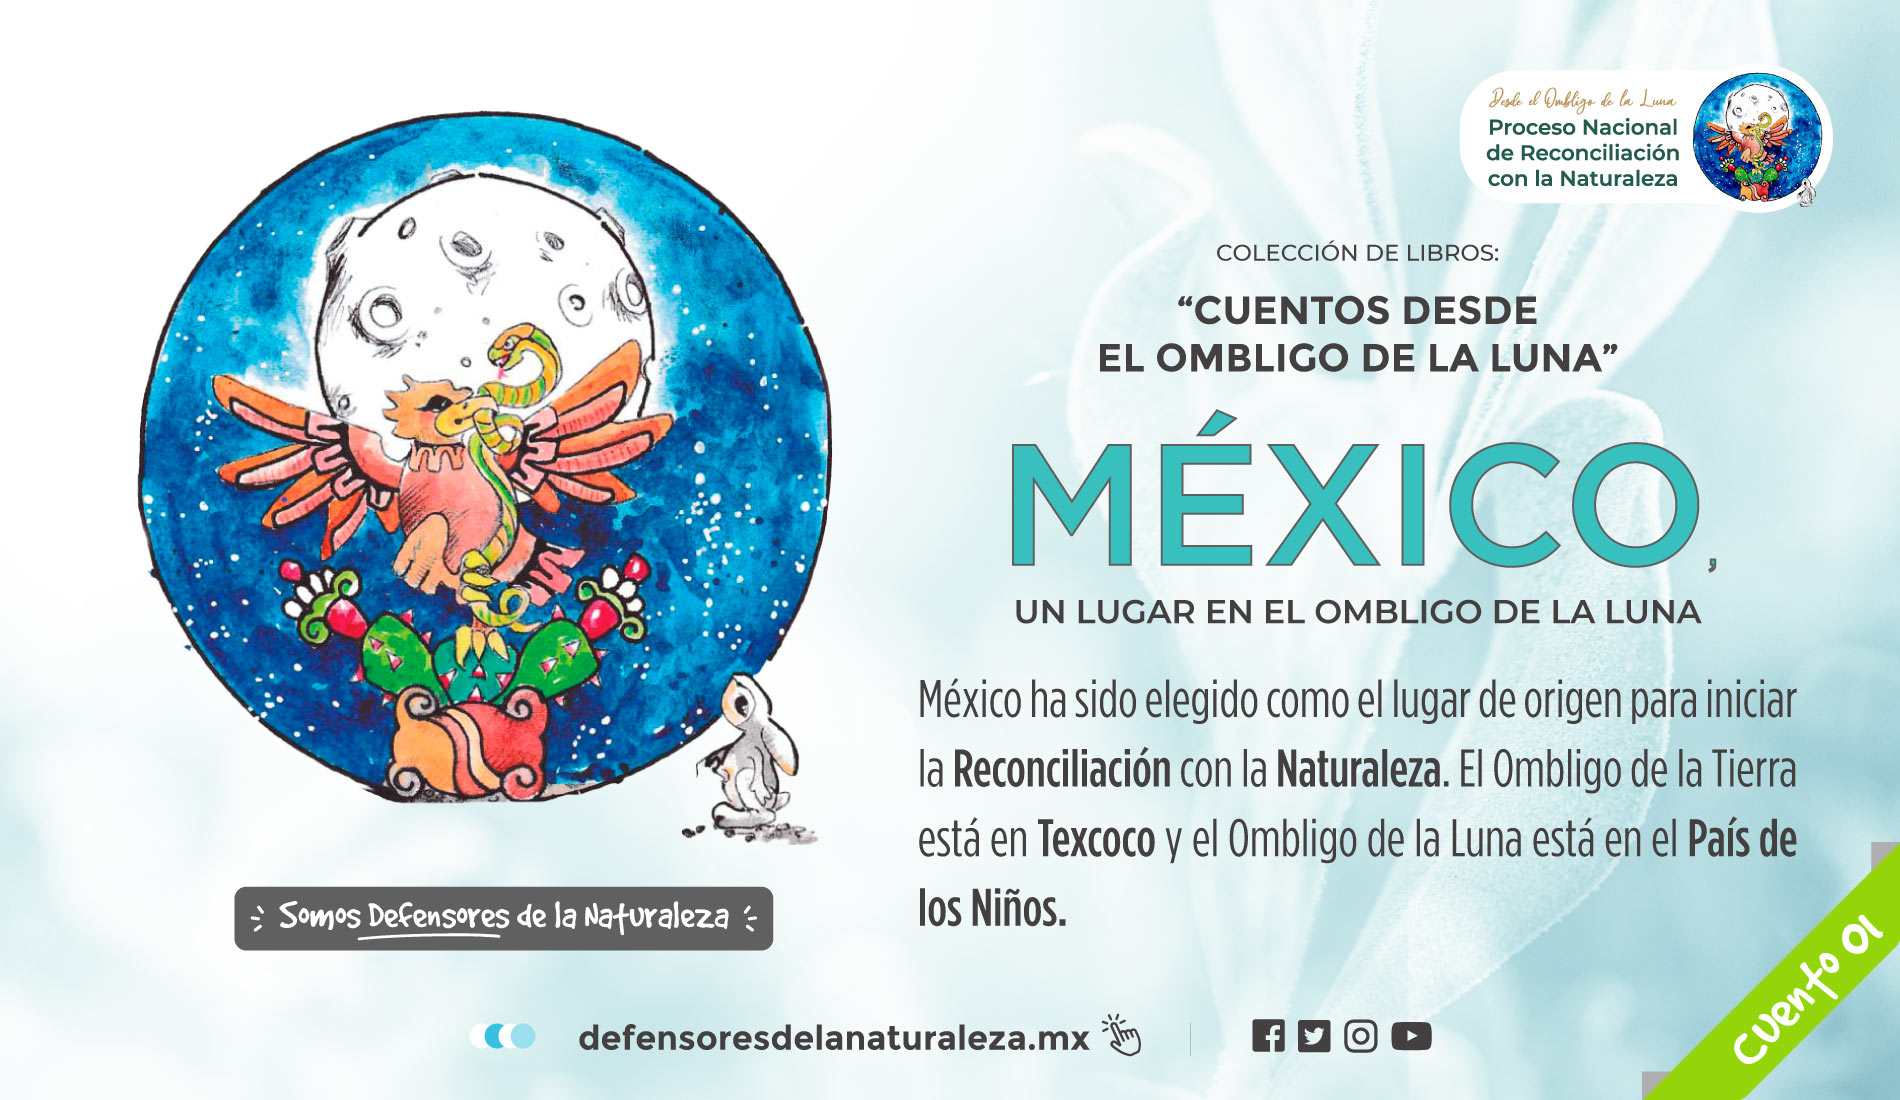 Desde el Ombligo de la Luna
Proceso Nacional
de Reconciliación
con la Naturaleza
COLECCIÓN DE LIBROS:
“CUENTOS DESDE
EL OMBLIGO DE LA LUNA”
MÉXICO,
UN LUGAR EN EL OMBLIGO DE LA LUNA
México ha sido elegido como el lugar de origen para iniciar
la Reconciliación con la Naturaleza. El Ombligo de la Tierra
está en Texcoco y el Ombligo de la Luna está en el País de
los Niños.
Somos Defensores de la Naturaleza
defensoresdelanaturaleza.mx
Cuento 01